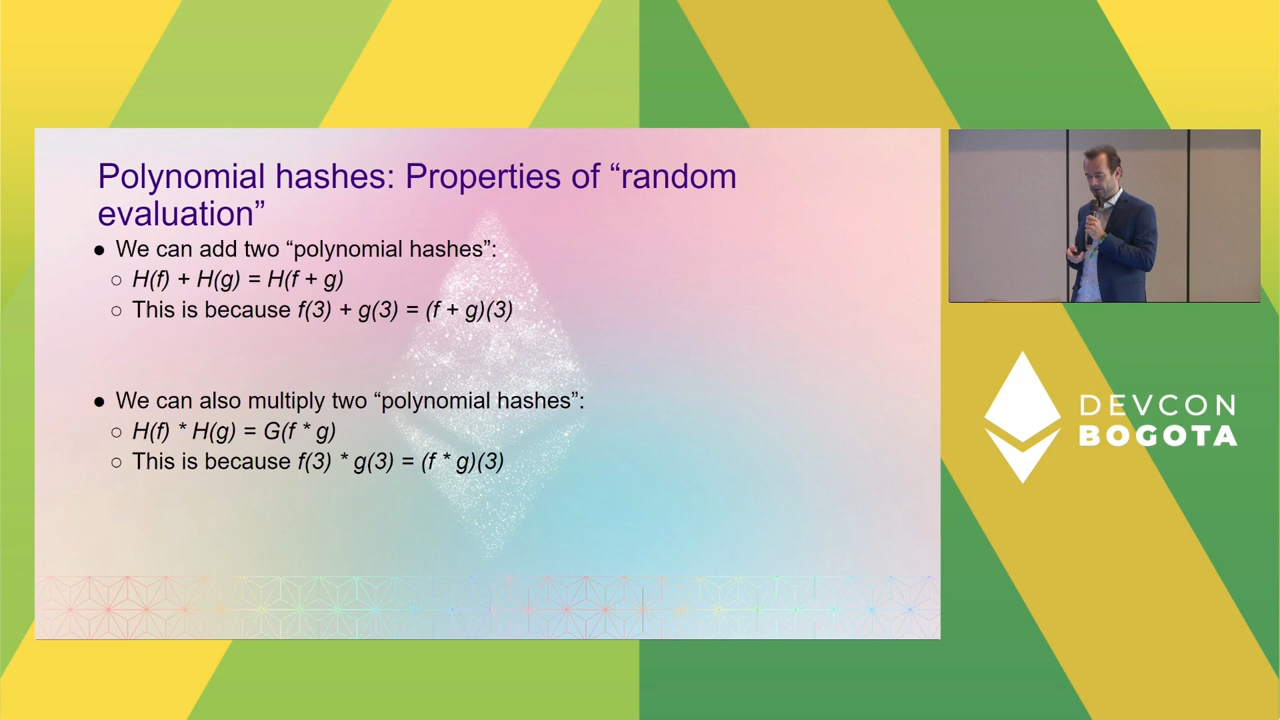 Polynomial hashes: Properties of “random
evaluation”
● We can add two “polynomial hashes”:
○ H(f) + H(g) = H(f + g)
○ This is because f(3) + g(3) = (f + g)(3)
● We can also multiply two “polynomial hashes”:
○ H(f) * H(g) = G(f * g)
○ This is because f(3) * g(3) = (f * g)(3)
DEVCON
BOGOTA